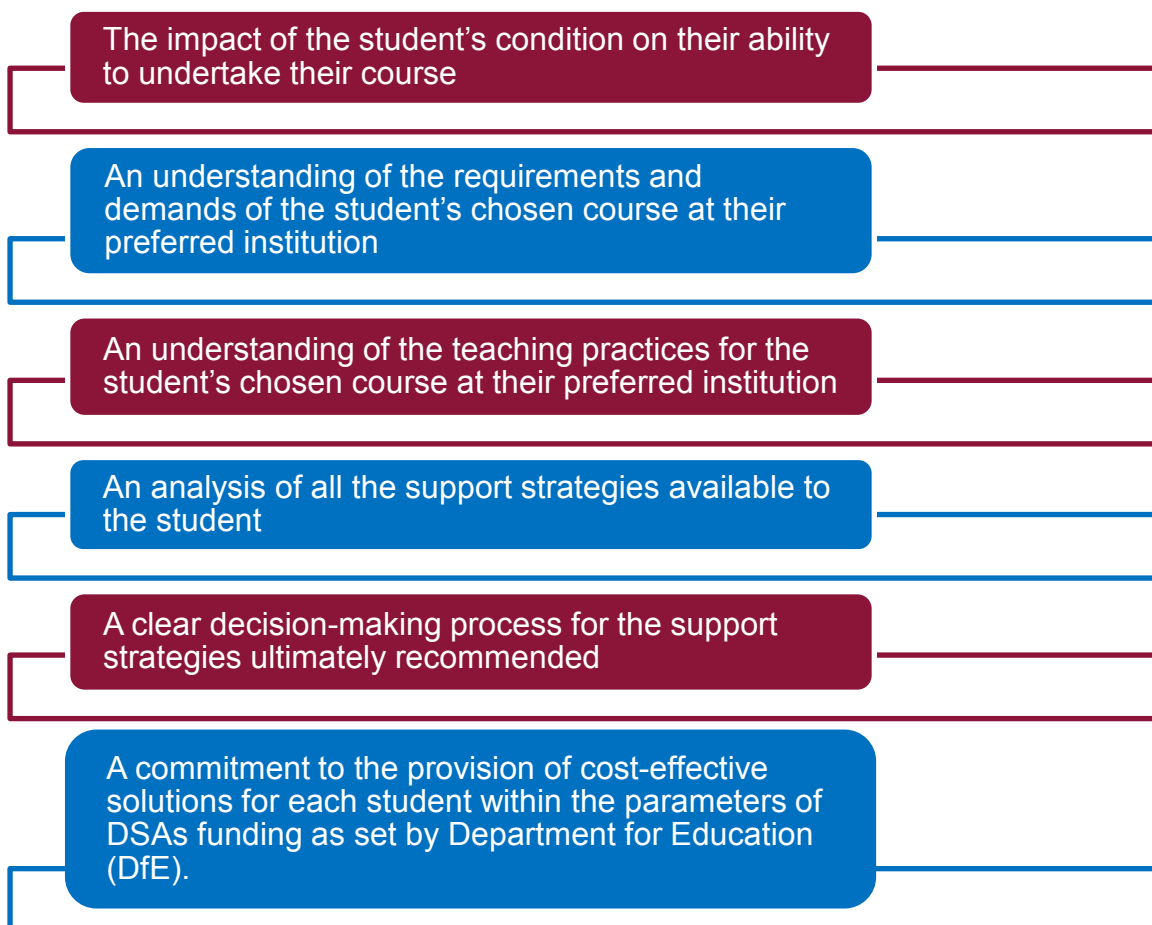 The impact of the student’s condition on their ability
to undertake their course
An understanding of the requirements and
demands of the student’s chosen course at their
preferred institution
An understanding of the teaching practices for the
student’s chosen course at their preferred institution
An analysis of all the support strategies available to
the student
A clear decision-making process for the support
strategies ultimately recommended
A commitment to the provision of cost-effective
solutions for each student within the parameters of
DSAs funding as set by Department for Education
(DfE).